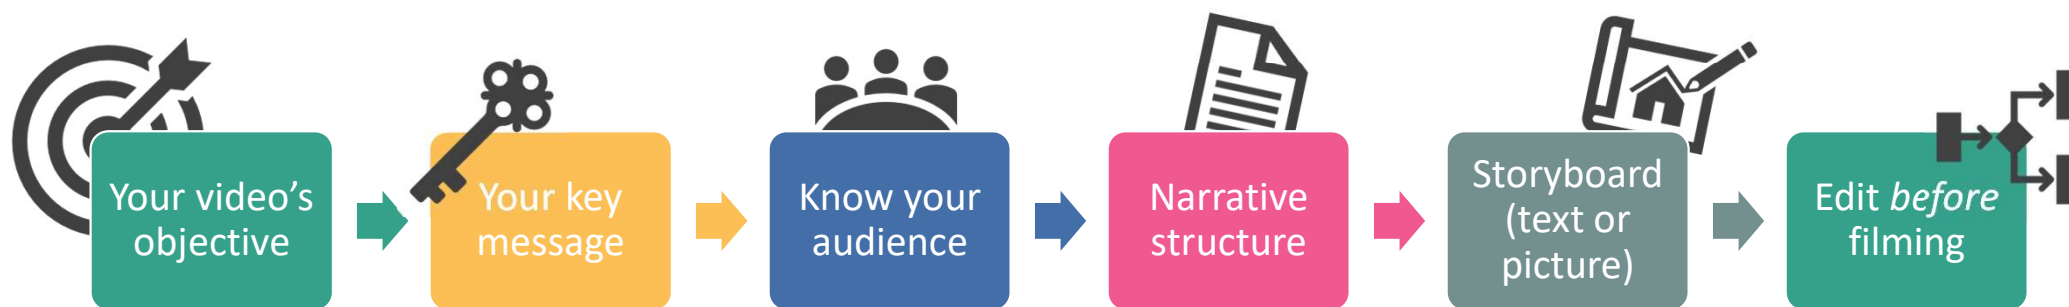 Your video’s
objective
Your key
message
Know your
audience
Narrative
structure
Storyboard
(text or
picture)
Edit before
filming